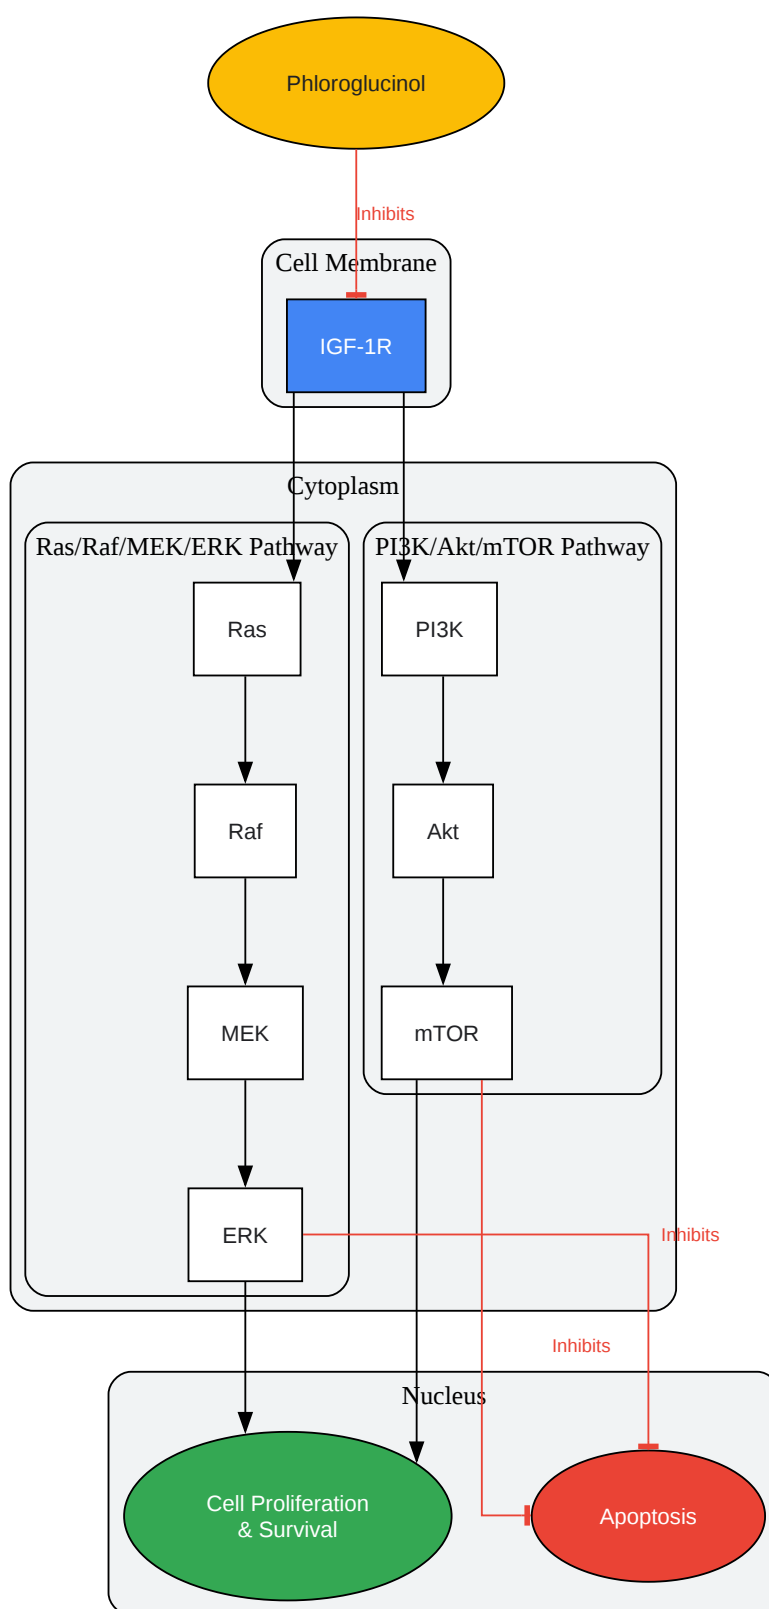 Phloroglucinol
Inhibits
Cell Membrane
IGF-1R
Cytoplasm
Ras/Raf/MEK/ERK Pathway
PI3K/Akt/mTOR Pathway
Ras
PI3K
Raf
Akt
MEK
mTOR
ERK
Inhibits
Inhibits
Nucleus
Cell Proliferation
& Survival
Apoptosis